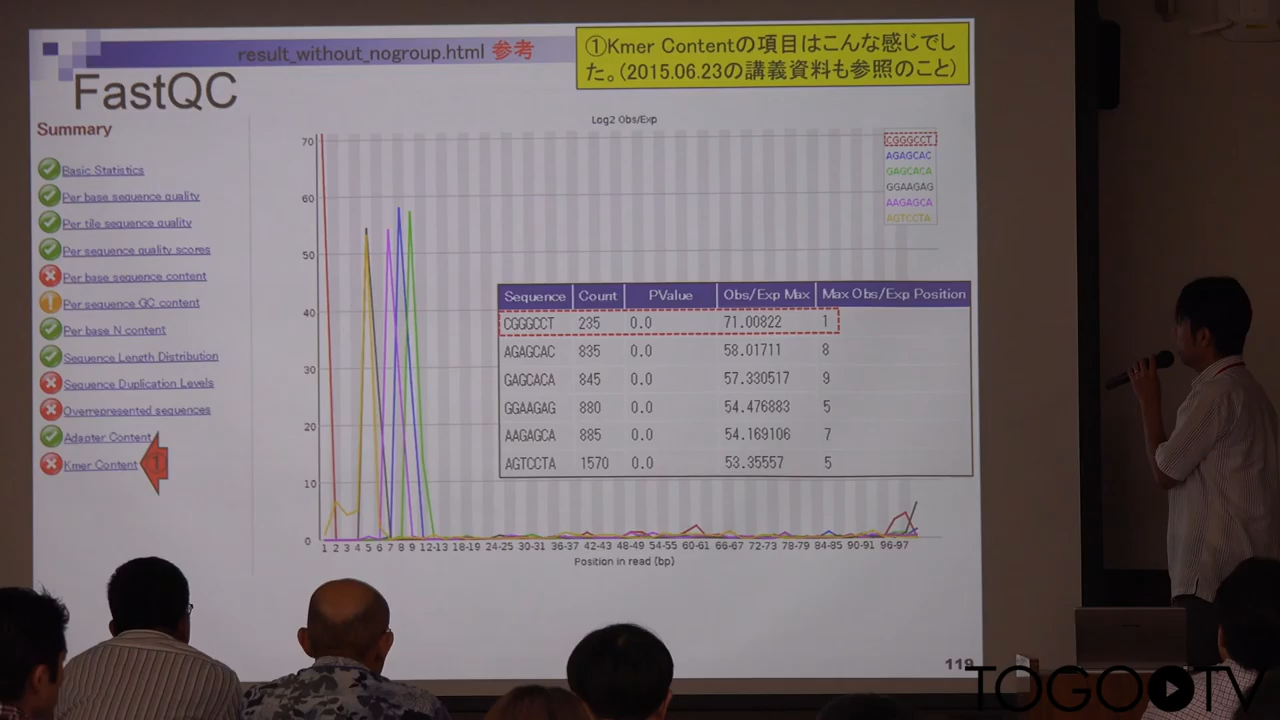 result_without_nogroup.html 参考
①Kmer Contentの項目はこんな感じでし
た。(2015.06.23の講義資料も参照のこと)
FastQC
Summary
Basic Statistics
Per base sequence quality
Per tile sequence quality
Per sequence quality scores
Per base sequence content
Per sequence GC content
Per base N content
Sequence Length Distribution
Sequence Duplication Levels
Overrepresented sequences
Adapter Content
Kmer Content
1
Log2 Obs/Exp
70
60
50
40
30
20
10
0
CGGGCCT
AGAGCAC
GAGCACA
GGAAGAG
AAGAGCA
AGTCCTA
Sequence Count PValue Obs/Exp Max Max Obs/Exp Position
CGGGCCT 235 0.0 71.00822 1
AGAGCAC 835 0.0 58.01711 8
GAGCACA 845 0.0 57.330517 9
GGAAGAG 880 0.0 54.476883 5
AAGAGCA 885 0.0 54.169106 7
AGTCCTA 1570 0.0 53.35557 5
1 2 3 4 5 6 7 8 9 12-13 18-19 24-25 30-31 36-37 42-43 48-49 54-55 60-61 66-67 72-73 78-79 84-85 90-91 96-97
Position in read (bp)
119
TOGO TV